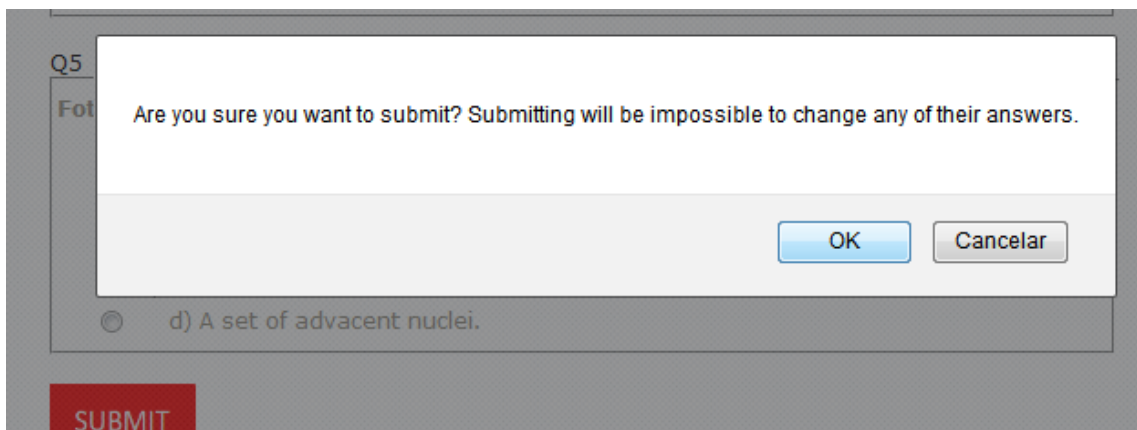 Q5
Fot
Are you sure you want to submit? Submitting will be impossible to change any of their answers.
OK Cancelar
d) A set of advacent nuclei.
SUBMIT